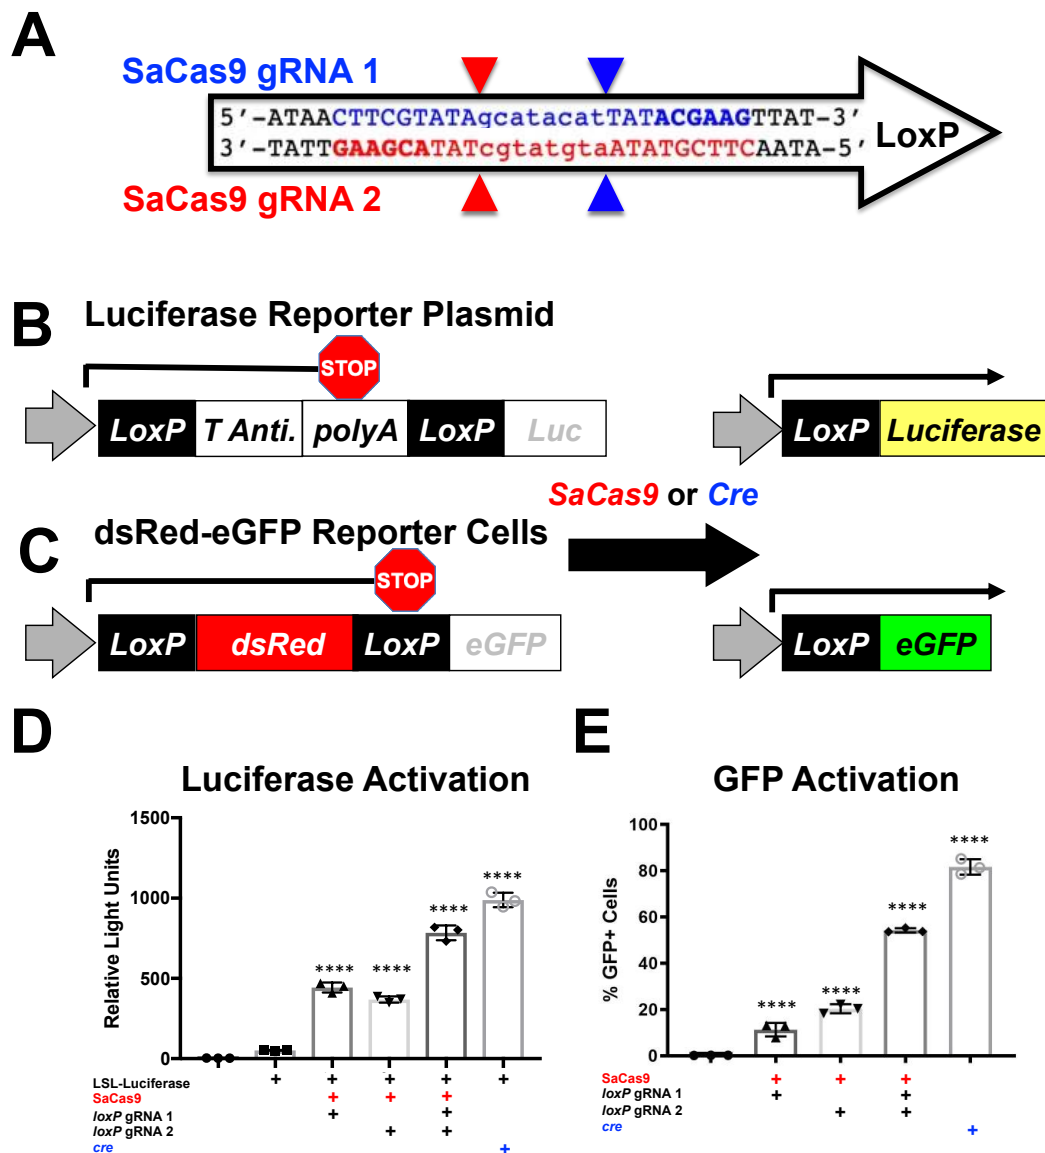 A
SaCas9 gRNA 1
5′-ATAACTTCGTATAgcatacatTATACGAAGTTAT-3′
3′-TATTGAAGCATATcgtatgtaATATGCTTCAATA-5′
LoxP
SaCas9 gRNA 2
B
Luciferase Reporter Plasmid
STOP
LoxP T Anti. polyA LoxP Luc
LoxP Luciferase
SaCas9 or Cre
C
dsRed-eGFP Reporter Cells
STOP
LoxP dsRed LoxP eGFP
LoxP eGFP
D
Luciferase Activation
Relative Light Units
1500
1000
500
0
**** **** **** ****
LSL-Luciferase + + + + +
SaCas9 + + +
loxP gRNA 1 + +
loxP gRNA 2 + +
cre +
E
GFP Activation
% GFP+ Cells
100
80
60
40
20
0
**** **** **** ****
SaCas9 + + +
loxP gRNA 1 + +
loxP gRNA 2 + +
cre +